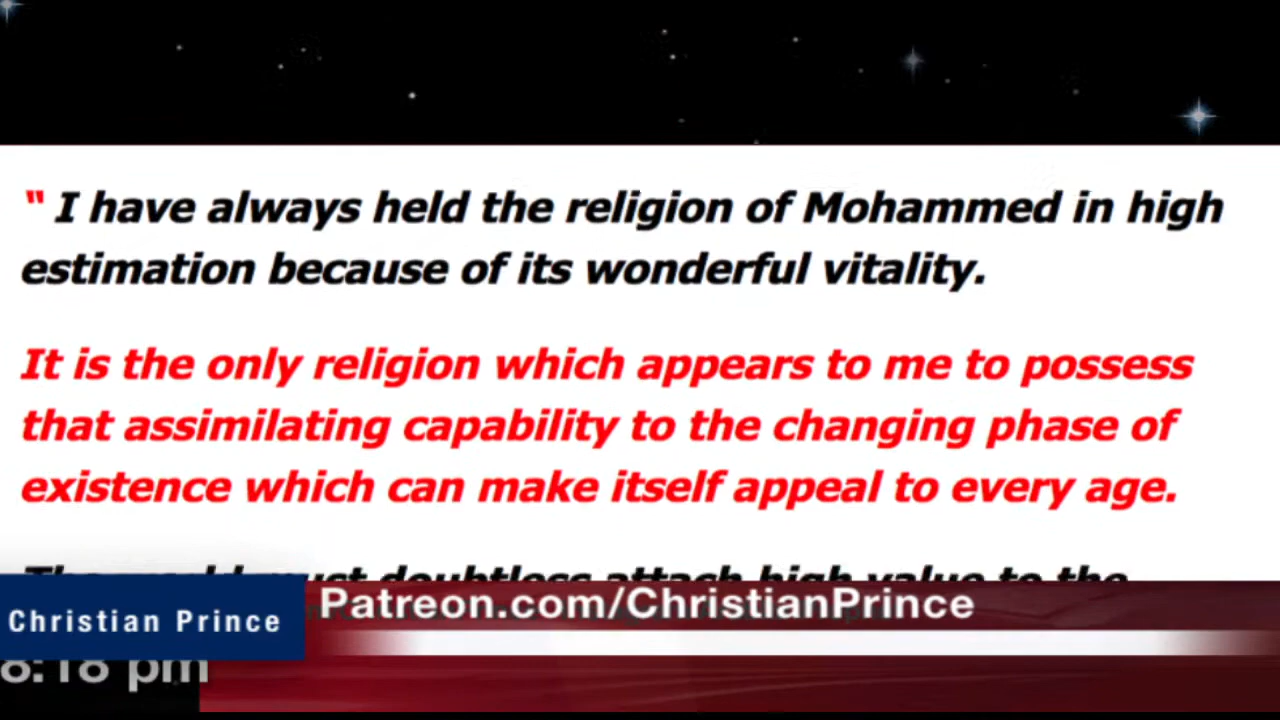 " I have always held the religion of Mohammed in high
estimation because of its wonderful vitality.
It is the only religion which appears to me to possess
that assimilating capability to the changing phase of
existence which can make itself appeal to every age.
doubtless attach high value to the
Christian Prince
Patreon.com/ChristianPrince
8:18 pm